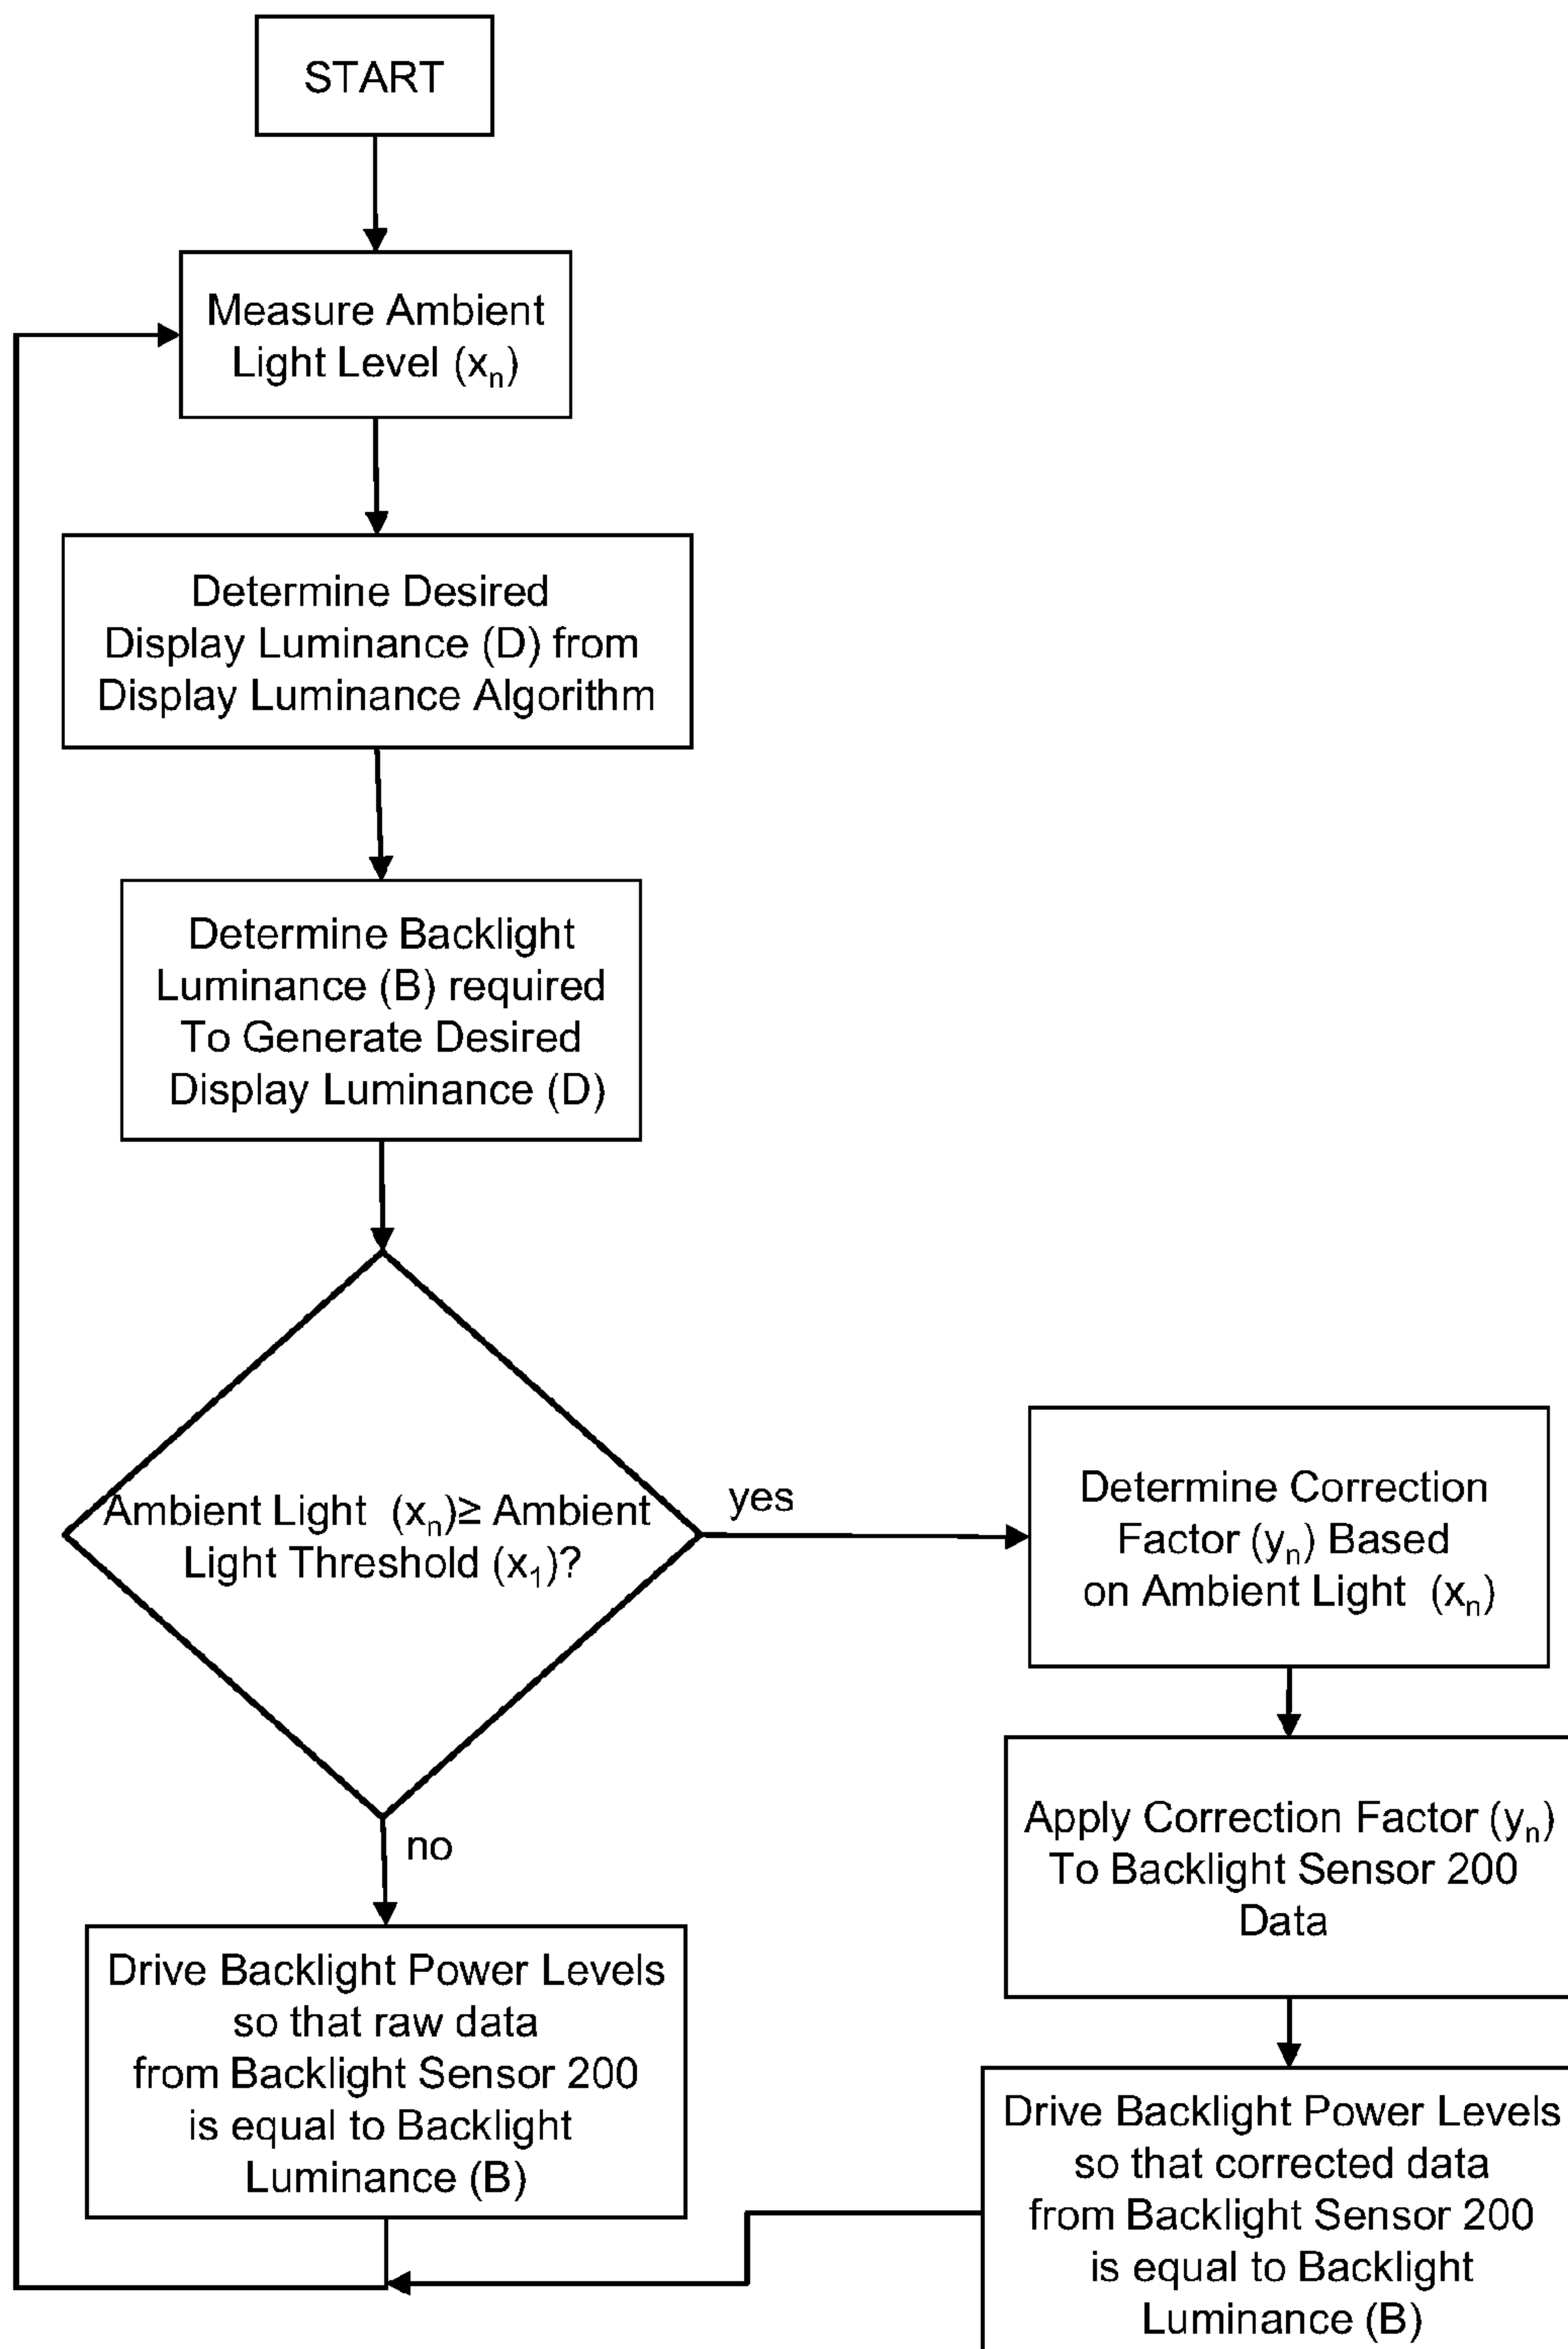 START
Measure Ambient
Light Level (xₙ)
Determine Desired
Display Luminance (D) from
Display Luminance Algorithm
Determine Backlight
Luminance (B) required
To Generate Desired
Display Luminance (D)
Ambient Light (xₙ)≥ Ambient
Light Threshold (x₁)?
yes
no
Determine Correction
Factor (yₙ) Based
on Ambient Light (xₙ)
Apply Correction Factor (yₙ)
To Backlight Sensor 200
Data
Drive Backlight Power Levels
so that raw data
from Backlight Sensor 200
is equal to Backlight
Luminance (B)
Drive Backlight Power Levels
so that corrected data
from Backlight Sensor 200
is equal to Backlight
Luminance (B)